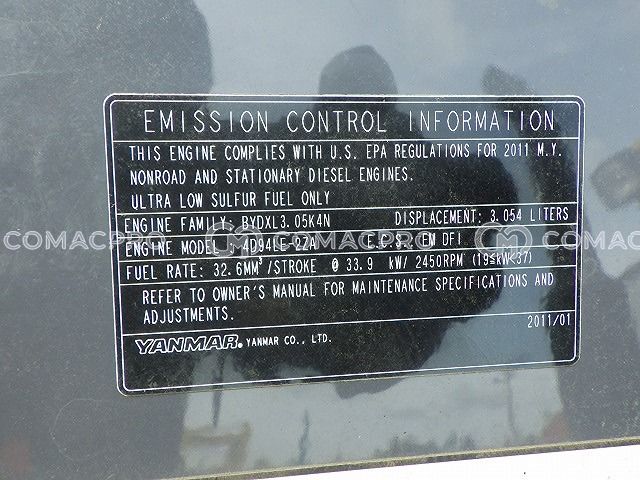 EMISSION CONTROL INFORMATION
THIS ENGINE COMPLIES WITH U.S. EPA REGULATIONS FOR 2011 M.Y.
NONROAD AND STATIONARY DIESEL ENGINES.
ULTRA LOW SULFUR FUEL ONLY
ENGINE FAMILY: BYDXL3.05K4N DISPLACEMENT: 3.054 LITERS
ENGINE MODEL: 4D94LE-2ZA E.C.S.: EM DFI
COMACPRO COMACPRO COMACPRO
FUEL RATE: 32.6MM³/STROKE @ 33.9 kW/ 2450RPM (19≤kW<37)
REFER TO OWNER'S MANUAL FOR MAINTENANCE SPECIFICATIONS AND
ADJUSTMENTS.
2011/01
YANMAR. YANMAR CO., LTD.